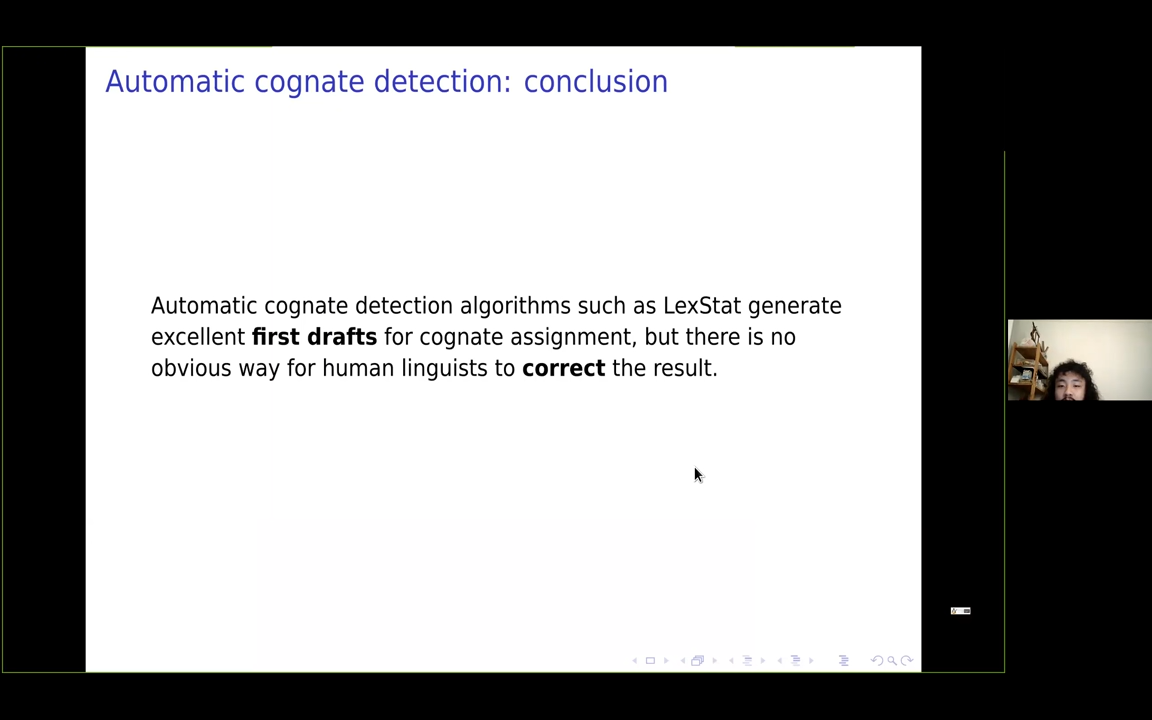 Automatic cognate detection: conclusion
Automatic cognate detection algorithms such as LexStat generate
excellent first drafts for cognate assignment, but there is no
obvious way for human linguists to correct the result.